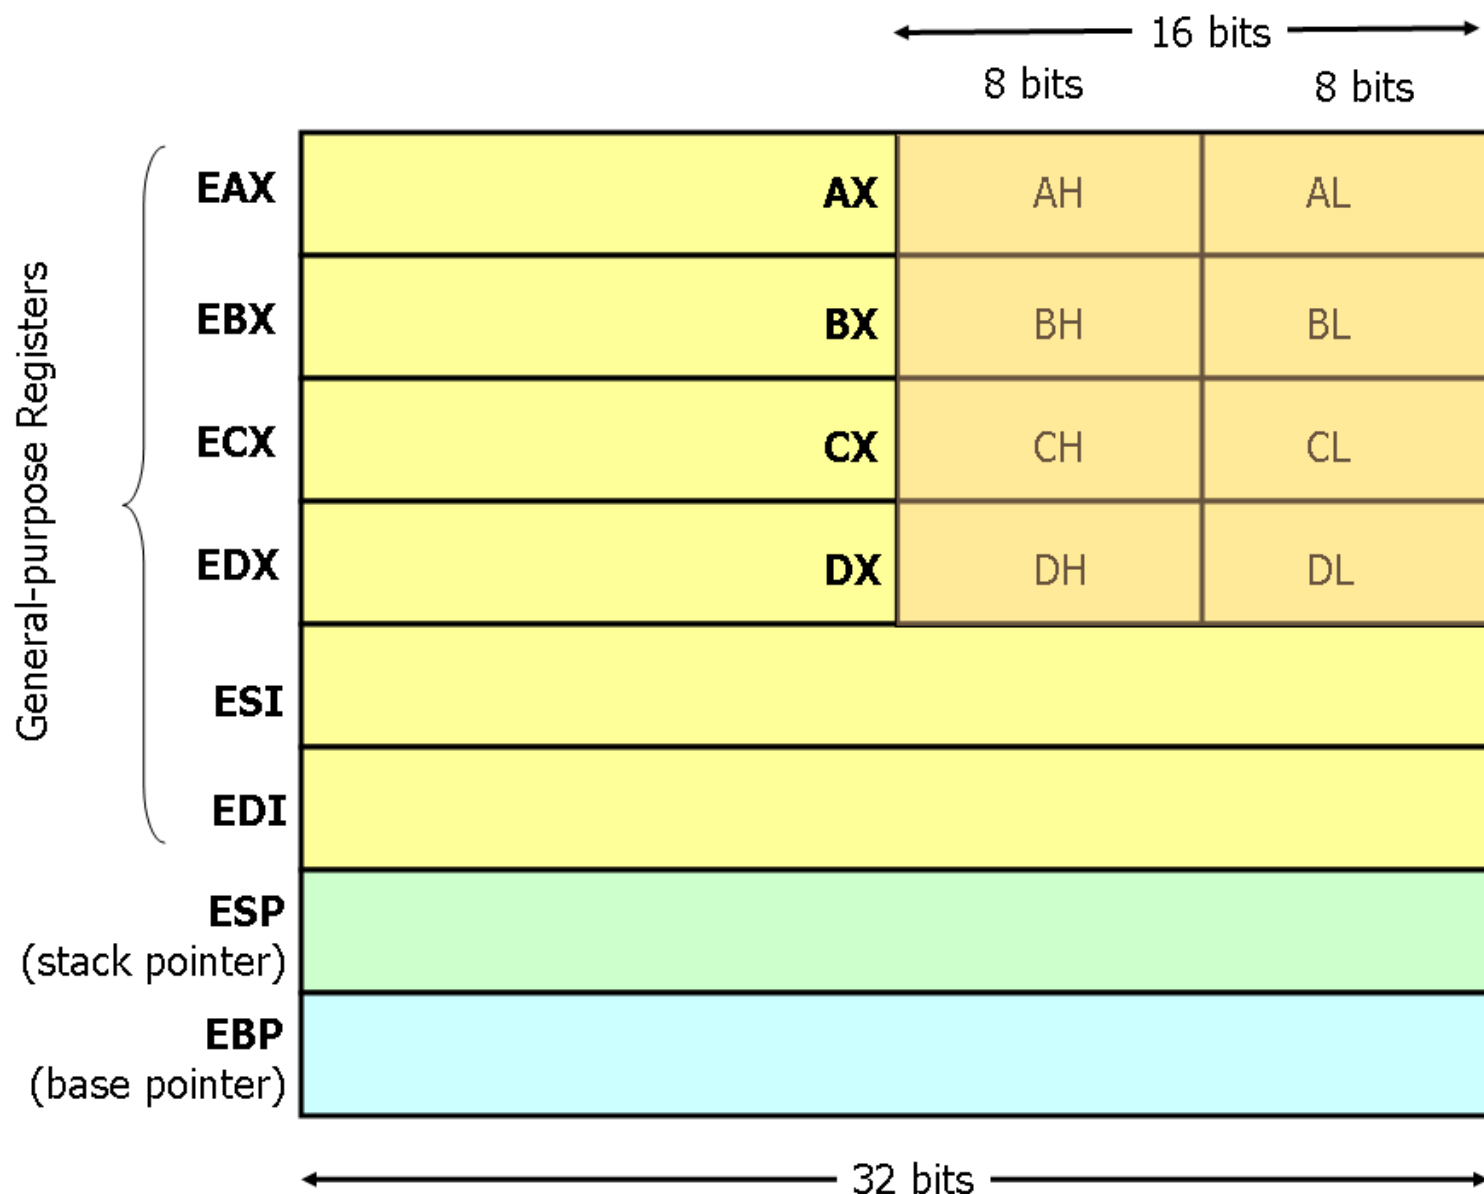 16 bits
8 bits 8 bits
General-purpose Registers
EAX AX AH AL
EBX BX BH BL
ECX CX CH CL
EDX DX DH DL
ESI
EDI
ESP
(stack pointer)
EBP
(base pointer)
32 bits